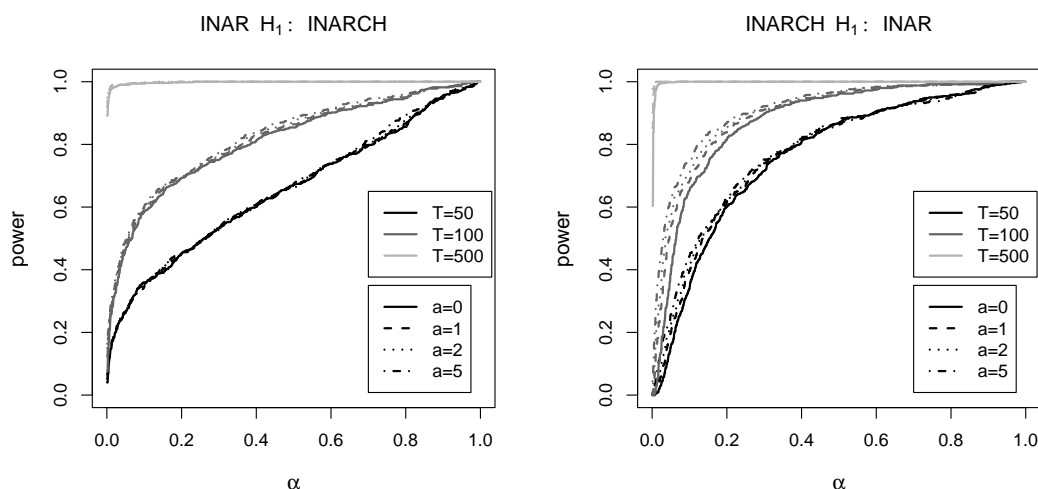 INAR H₁: INARCH
power
1.0
0.8
0.6
0.4
0.2
0.0
T=50
T=100
T=500
a=0
a=1
a=2
a=5
0.0 0.2 0.4 0.6 0.8 1.0
α
INARCH H₁: INAR
power
1.0
0.8
0.6
0.4
0.2
0.0
T=50
T=100
T=500
a=0
a=1
a=2
a=5
0.0 0.2 0.4 0.6 0.8 1.0
α